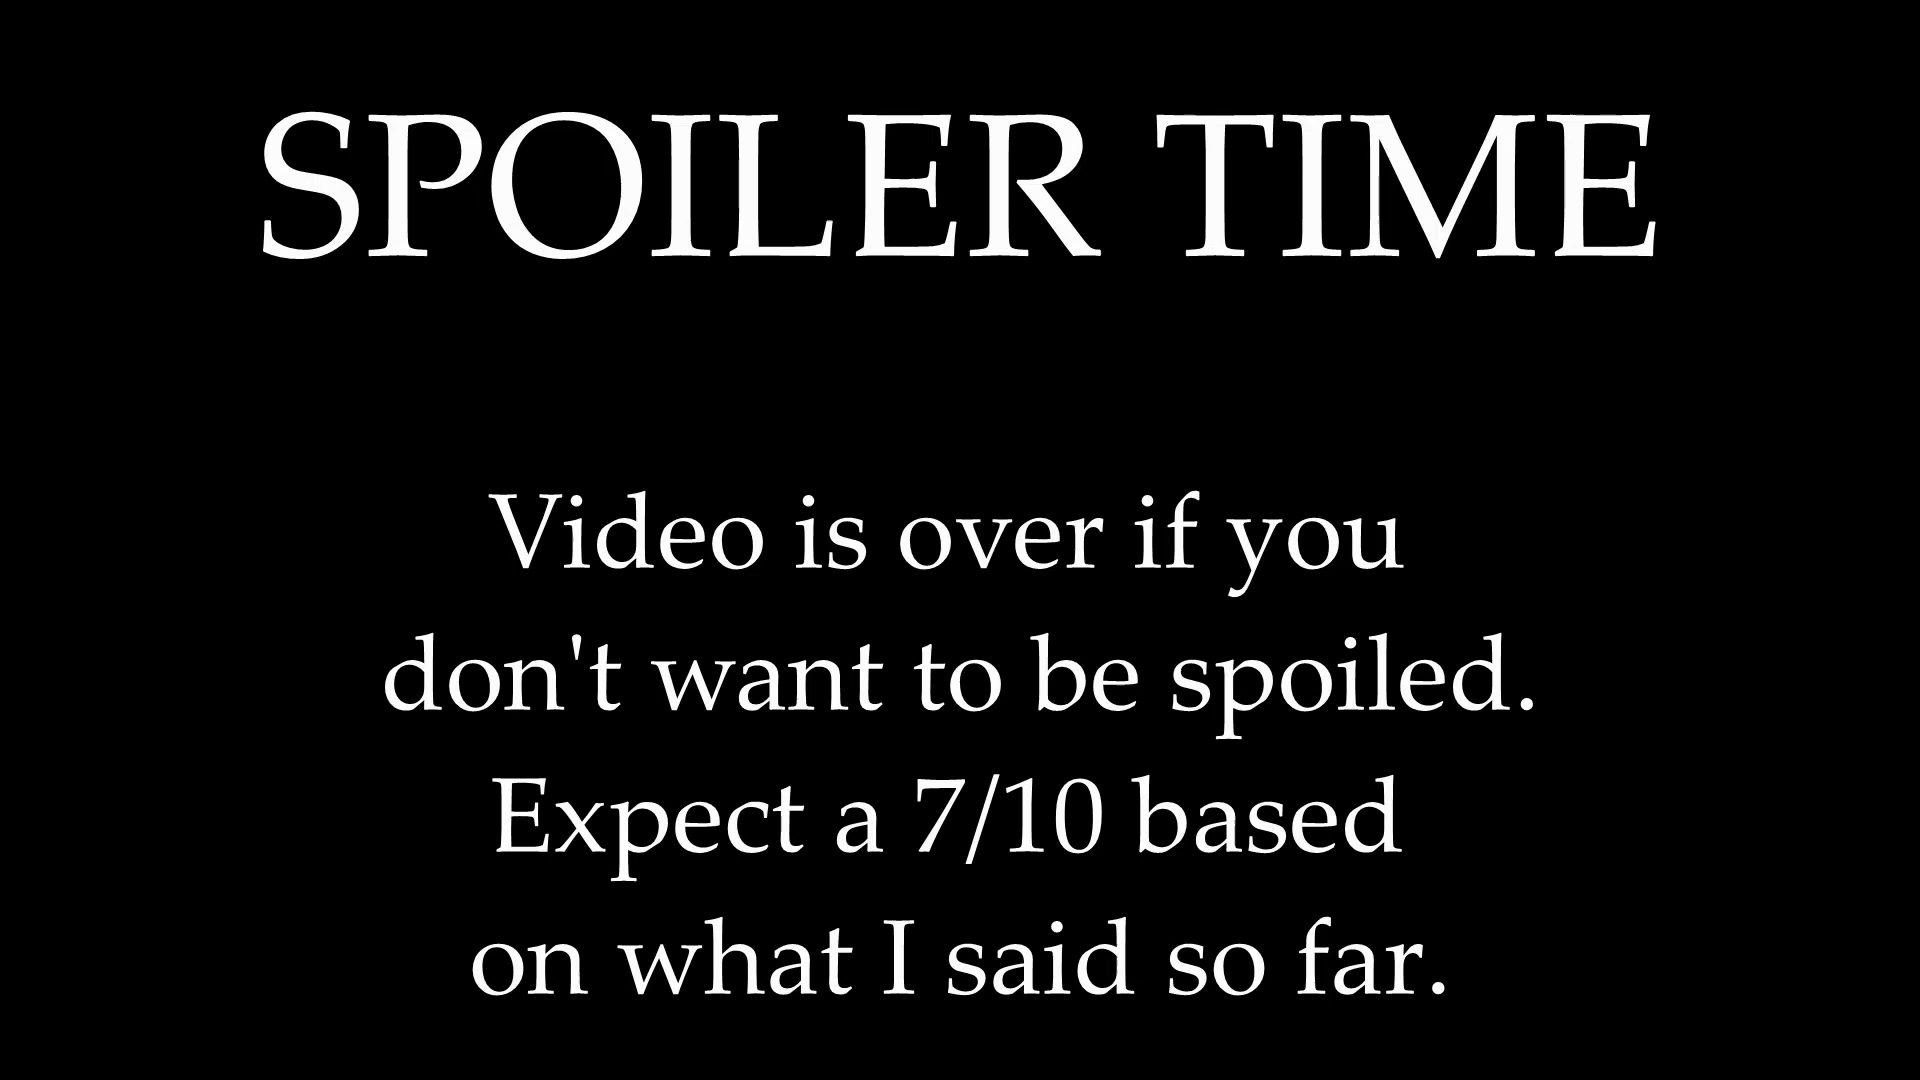 SPOILER TIME
Video is over if you
don't want to be spoiled.
Expect a 7/10 based
on what I said so far.